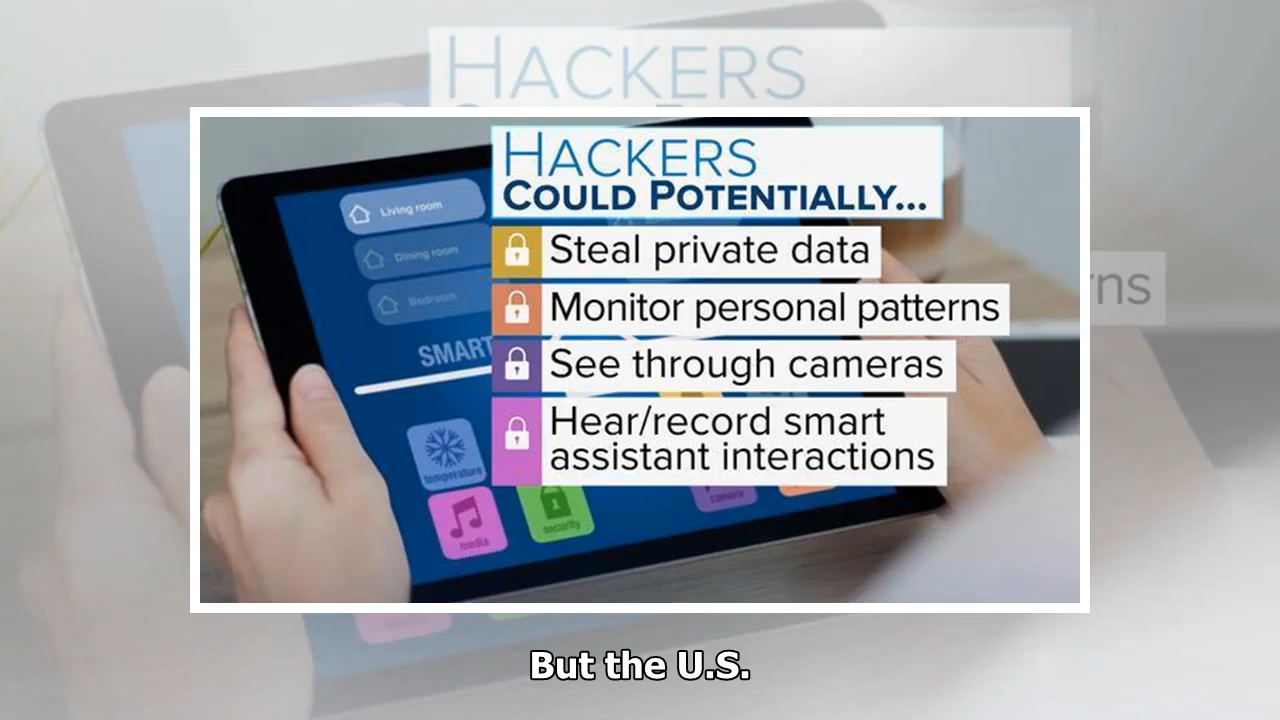 HACKERS
HACKERS
COULD POTENTIALLY...
Living room
Dining room
Bedroom
Steal private data
Monitor personal patterns
See through cameras
Hear/record smart
assistant interactions
SMART
temperature
media
security
camera
rns
But the U.S.